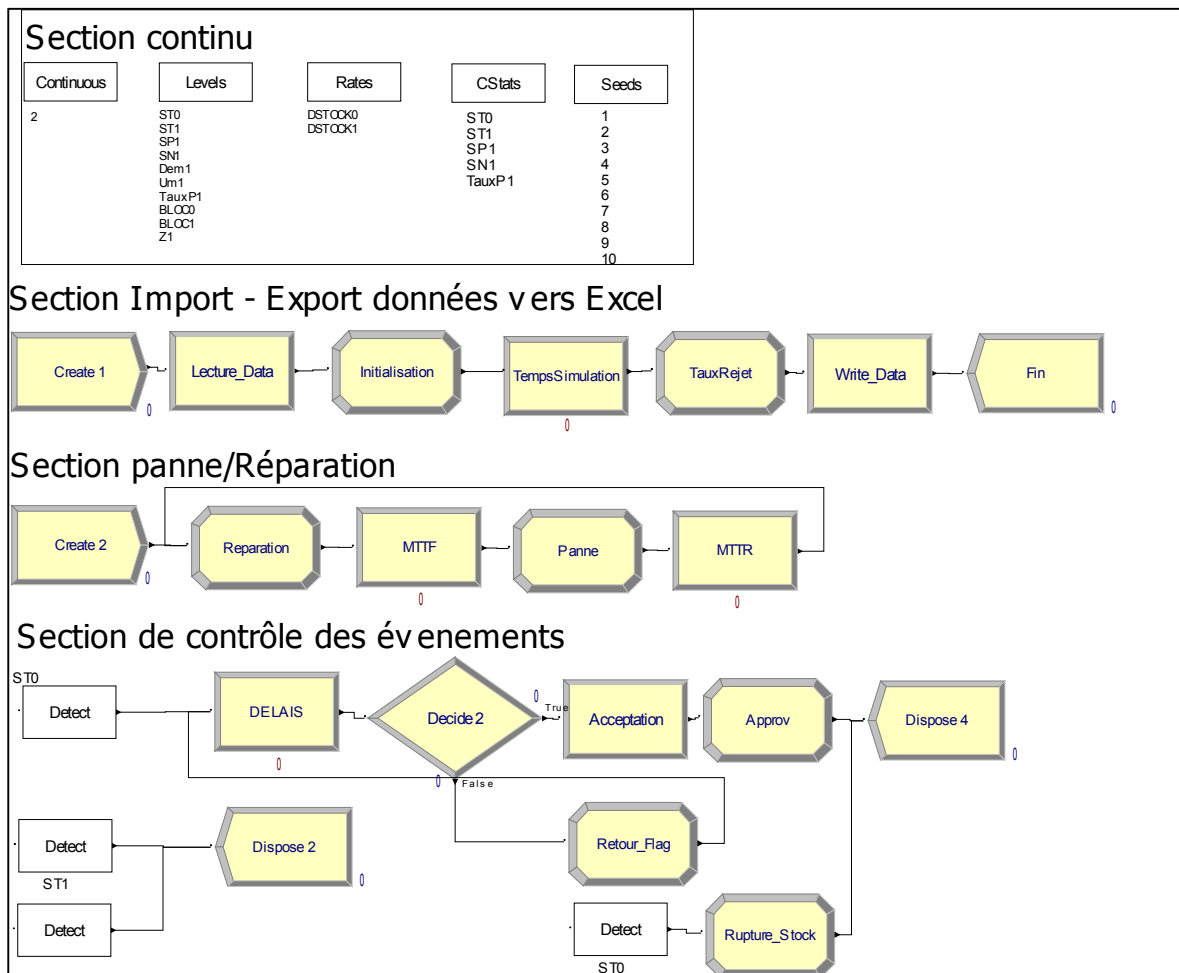 Section continu
Continuous
Levels
Rates
CStats
Seeds
2
ST0
ST1
SP1
SN1
Dem1
Um1
TauxP1
BLOC0
BLOC1
Z1
DSTOCK0
DSTOCK1
ST0
ST1
SP1
SN1
TauxP1
1
2
3
4
5
6
7
8
9
10
Section Import - Export données vers Excel
Create 1
Lecture_Data
Initialisation
TempsSimulation
TauxRejet
Write_Data
Fin
0
0
0
Section panne/Réparation
Create 2
Reparation
MTTF
Panne
MTTR
0
0
0
Section de contrôle des évenements
ST0
Detect
DELAIS
Decide 2
True
Acceptation
Approv
Dispose 4
0
0
0
0
False
Detect
ST1
Dispose 2
0
Retour_Flag
Detect
Detect
ST0
Rupture_Stock